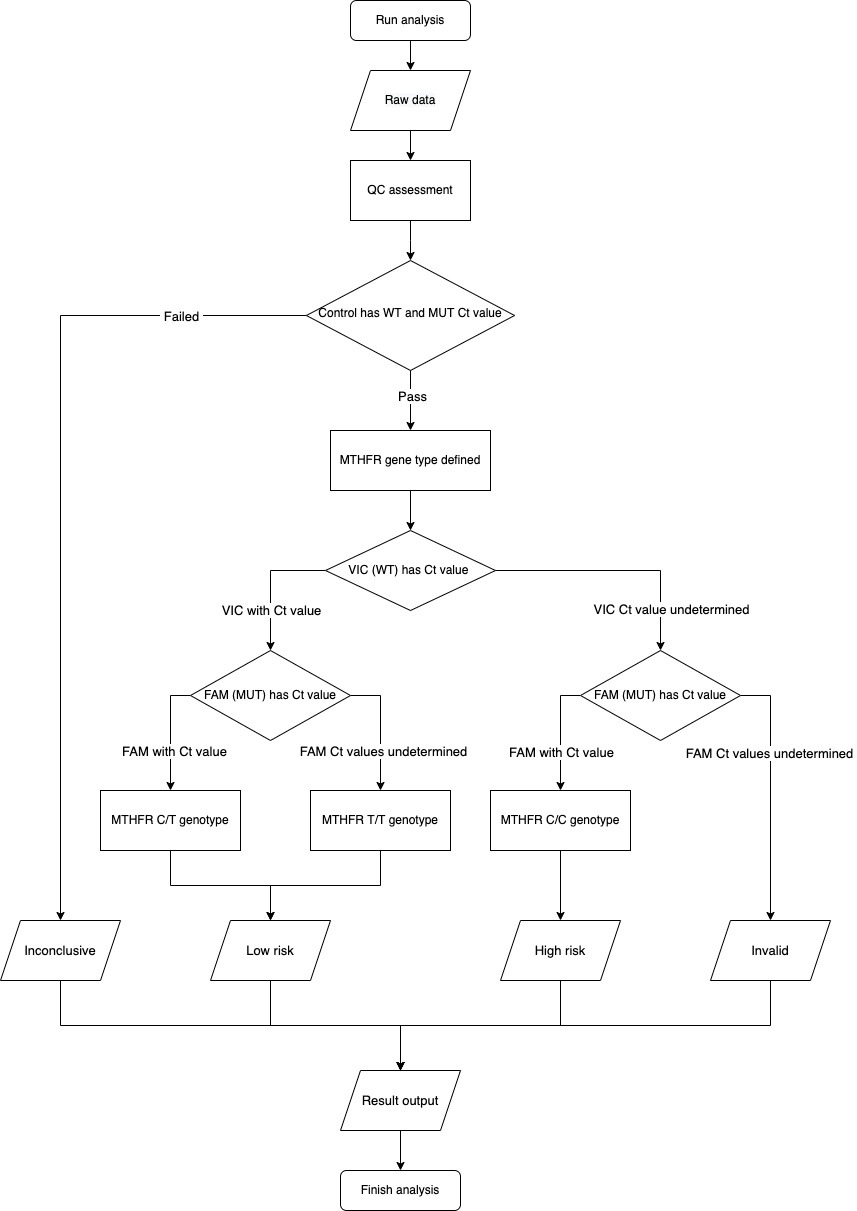 Run analysis
Raw data
QC assessment
Control has WT and MUT Ct value
Failed
Pass
MTHFR gene type defined
VIC (WT) has Ct value
VIC with Ct value
VIC Ct value undetermined
FAM (MUT) has Ct value
FAM (MUT) has Ct value
FAM with Ct value
FAM Ct values undetermined
FAM with Ct value
FAM Ct values undetermined
MTHFR C/T genotype
MTHFR T/T genotype
MTHFR C/C genotype
Inconclusive
Low risk
High risk
Invalid
Result output
Finish analysis